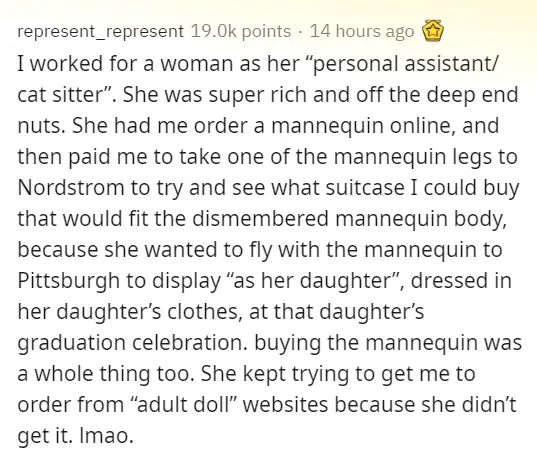 represent_represent 19.0k points · 14 hours ago
I worked for a woman as her “personal assistant/
cat sitter”. She was super rich and off the deep end
nuts. She had me order a mannequin online, and
then paid me to take one of the mannequin legs to
Nordstrom to try and see what suitcase I could buy
that would fit the dismembered mannequin body,
because she wanted to fly with the mannequin to
Pittsburgh to display “as her daughter”, dressed in
her daughter’s clothes, at that daughter’s
graduation celebration. buying the mannequin was
a whole thing too. She kept trying to get me to
order from “adult doll” websites because she didn’t
get it. lmao.